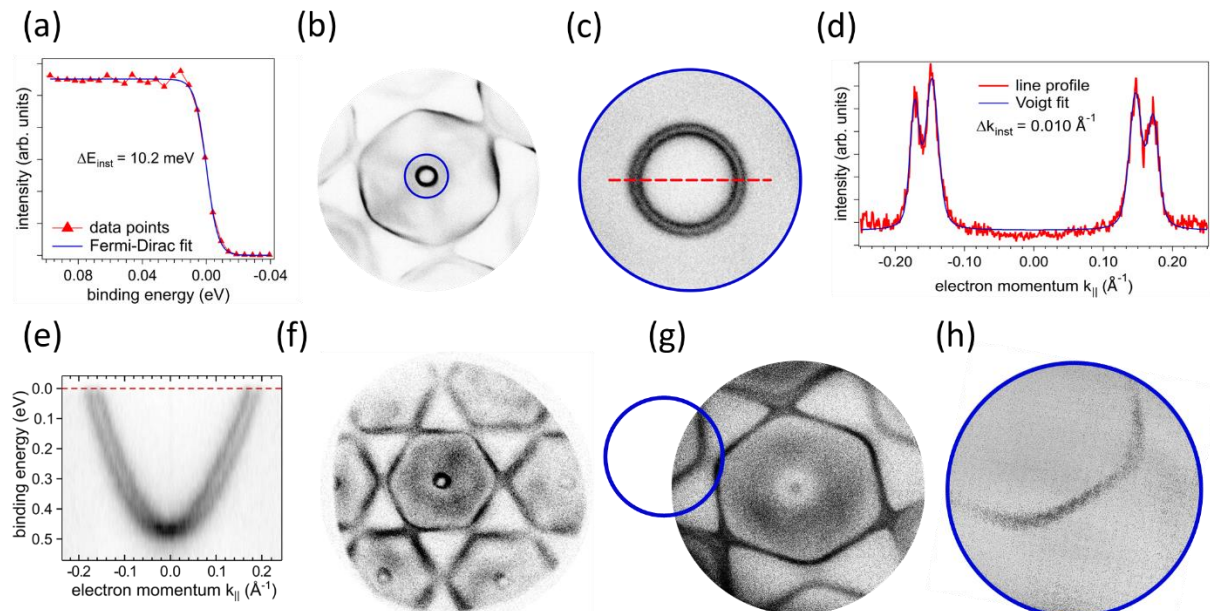 (a)
intensity (arb. units)
ΔE_inst = 10.2 meV
data points
Fermi-Dirac fit
0.08 0.04 0.00 -0.04
binding energy (eV)
(b)
(c)
(d)
intensity (arb. units)
line profile
Voigt fit
Δk_inst = 0.010 Å⁻¹
-0.20 -0.10 0.00 0.10 0.20
electron momentum k_|| (Å⁻¹)
(e)
binding energy (eV)
0.0
0.1
0.2
0.3
0.4
0.5
-0.2 -0.1 0.0 0.1 0.2
electron momentum k_|| (Å⁻¹)
(f)
(g)
(h)